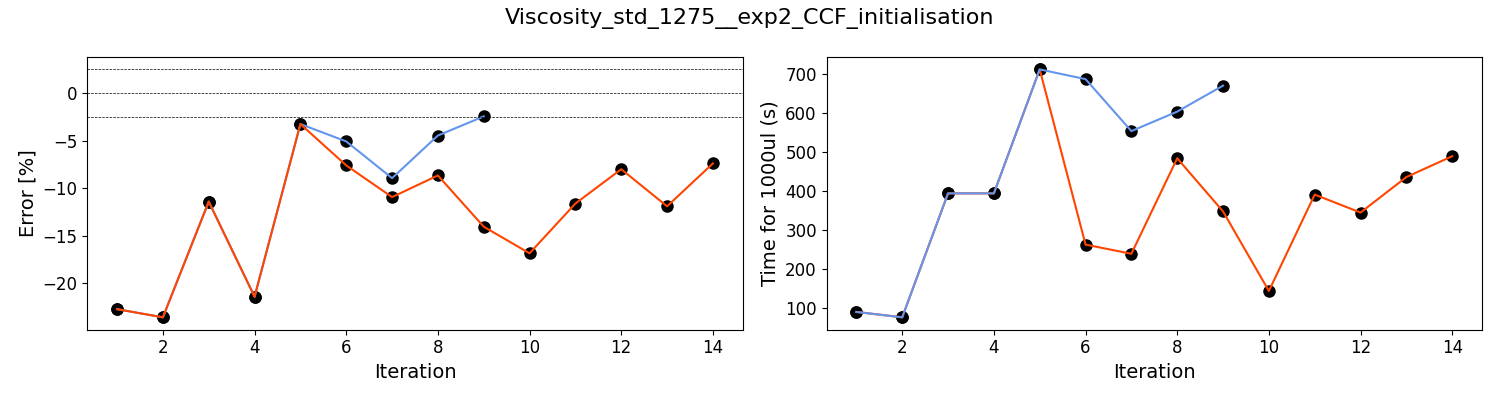 Viscosity_std_1275__exp2_CCF_initialisation
Error [%]
0
−5
−10
−15
−20
2 4 6 8 10 12 14
Iteration
Time for 1000ul (s)
700
600
500
400
300
200
100
2 4 6 8 10 12 14
Iteration